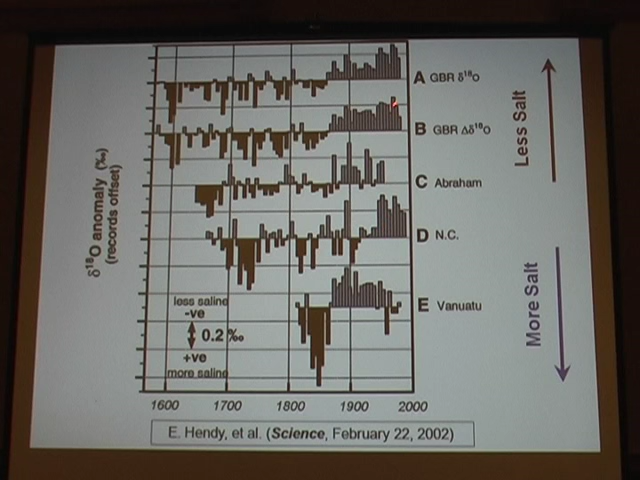 A GBR δ¹⁸O
B GBR Δδ¹⁸O
C Abraham
D N.C.
E Vanuatu
Less Salt
More Salt
δ¹⁸O anomaly (‰)
(records offset)
less saline
-ve
0.2 ‰
+ve
more saline
1600 1700 1800 1900 2000
E. Hendy, et al. (Science, February 22, 2002)